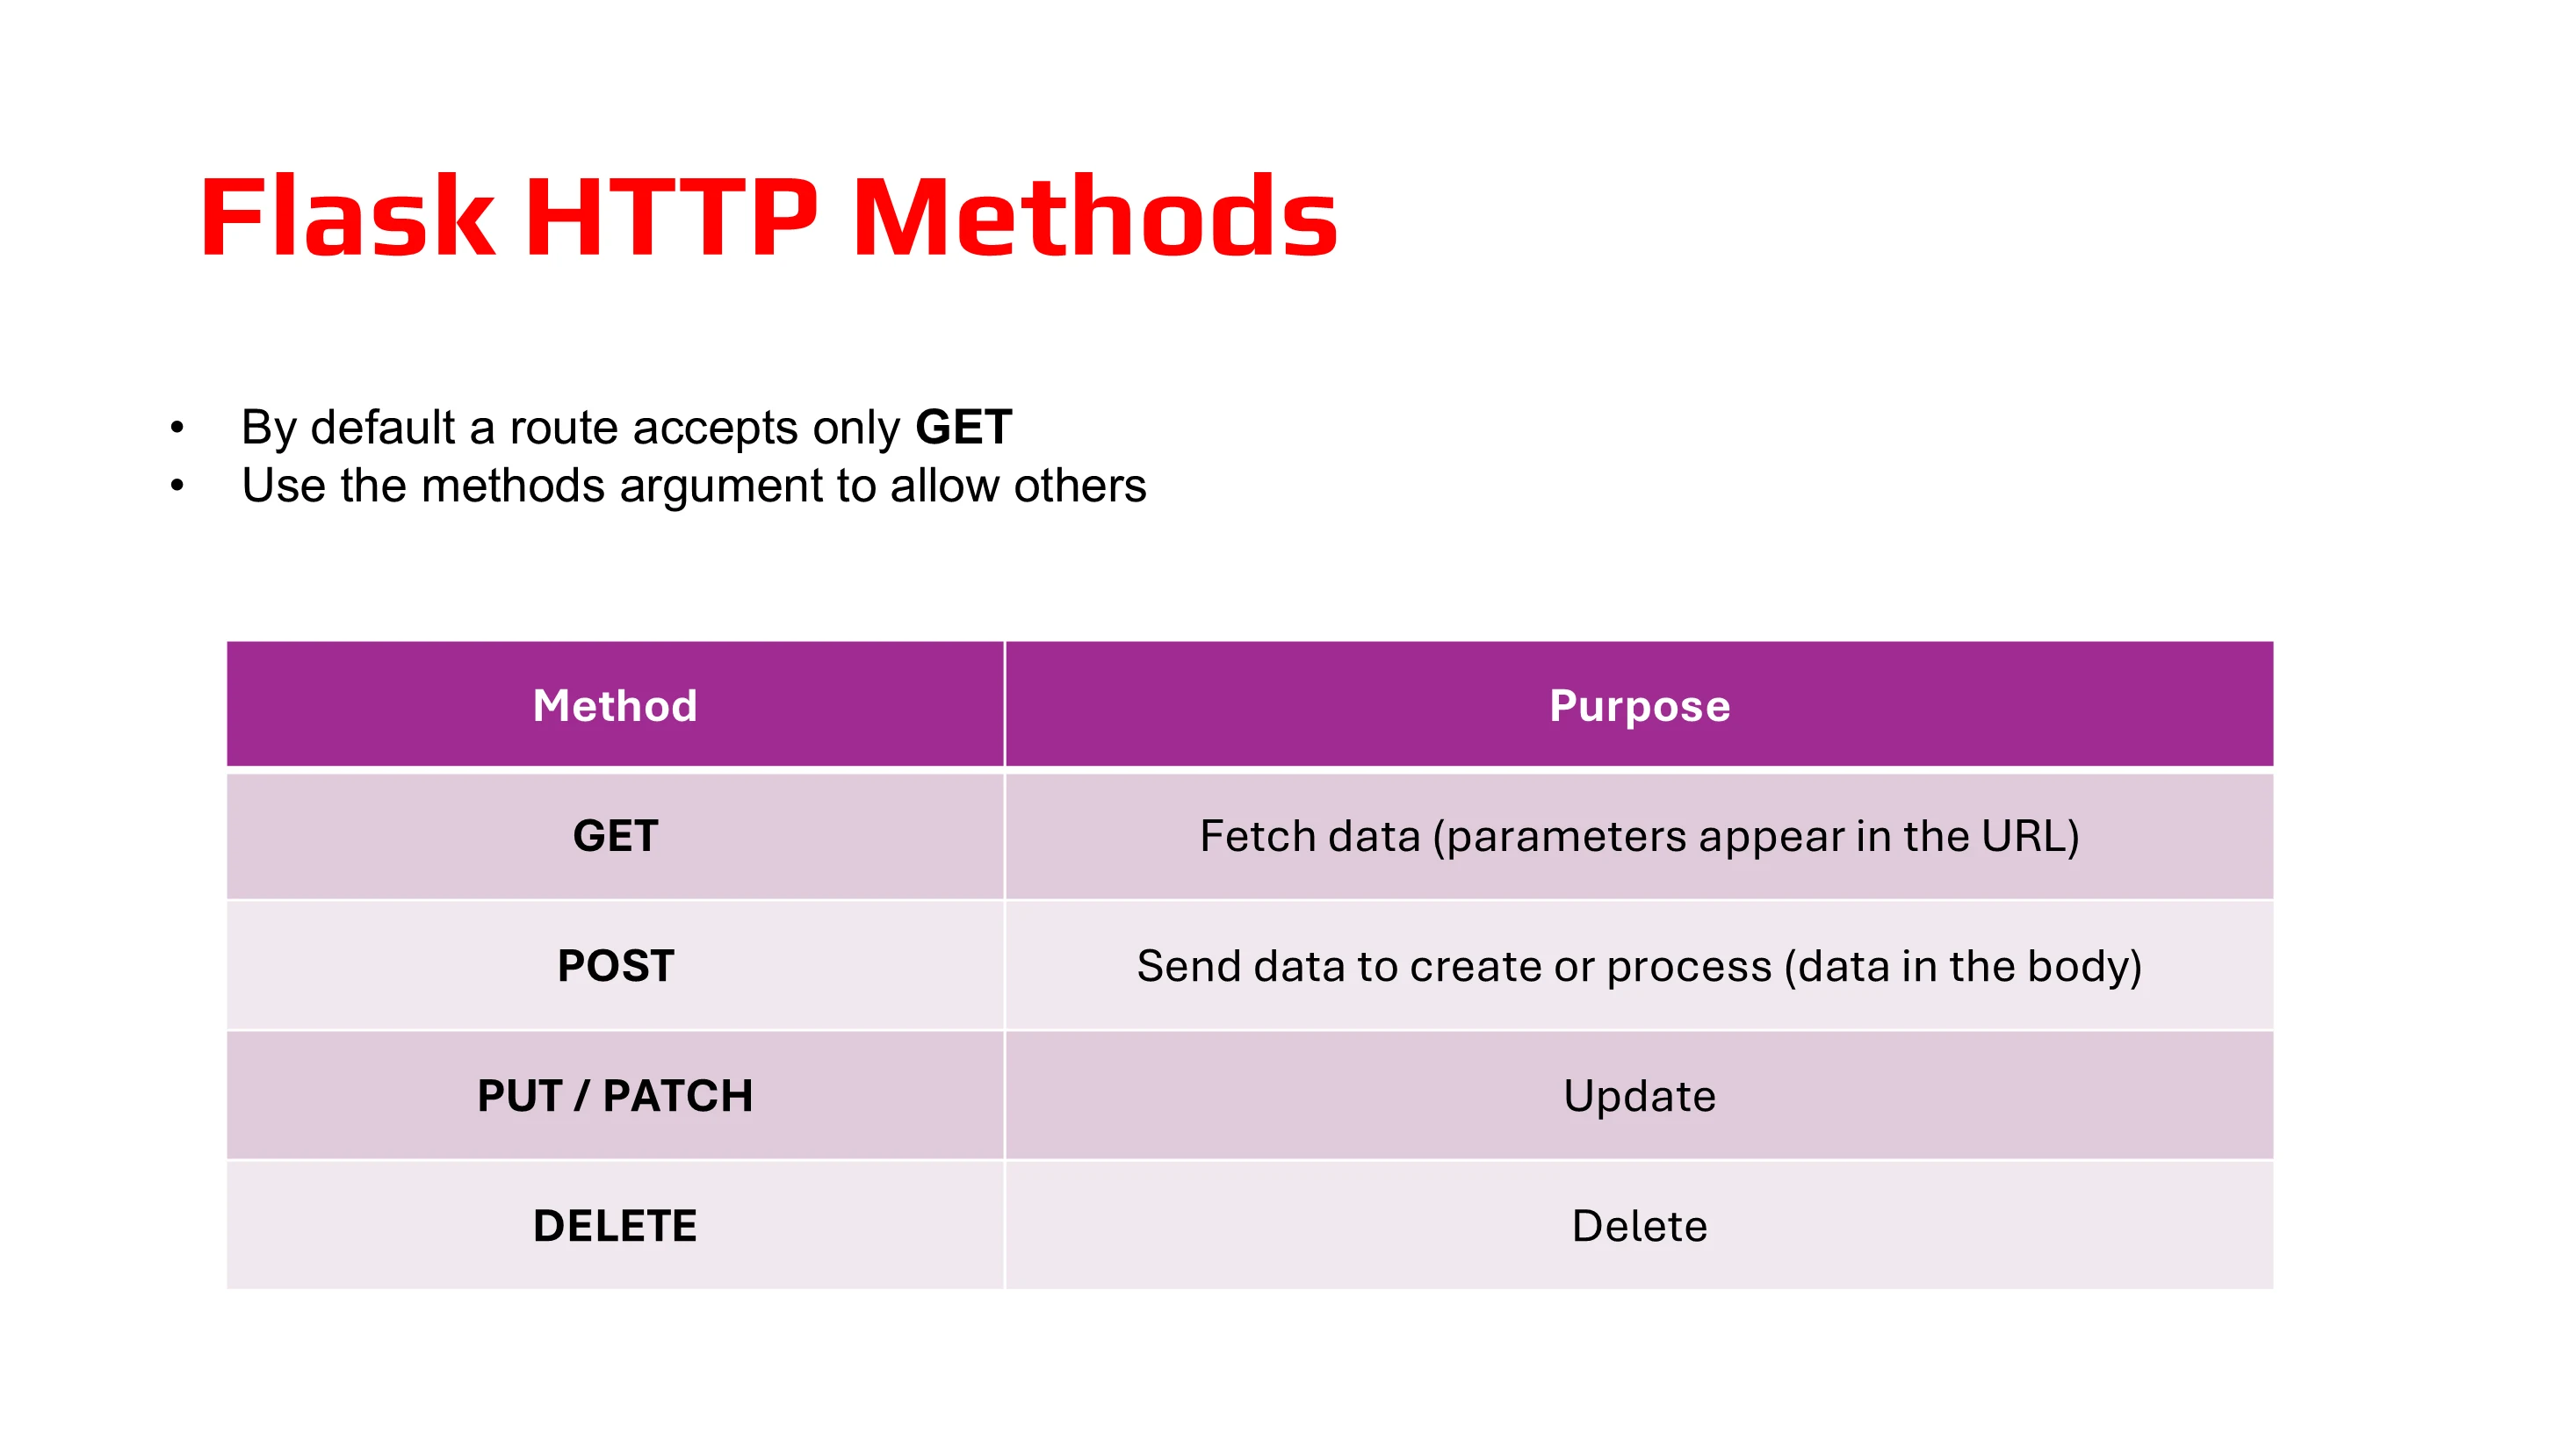 Flask HTTP Methods
• By default a route accepts only GET
• Use the methods argument to allow others
Method Purpose
GET Fetch data (parameters appear in the URL)
POST Send data to create or process (data in the body)
PUT / PATCH Update
DELETE Delete